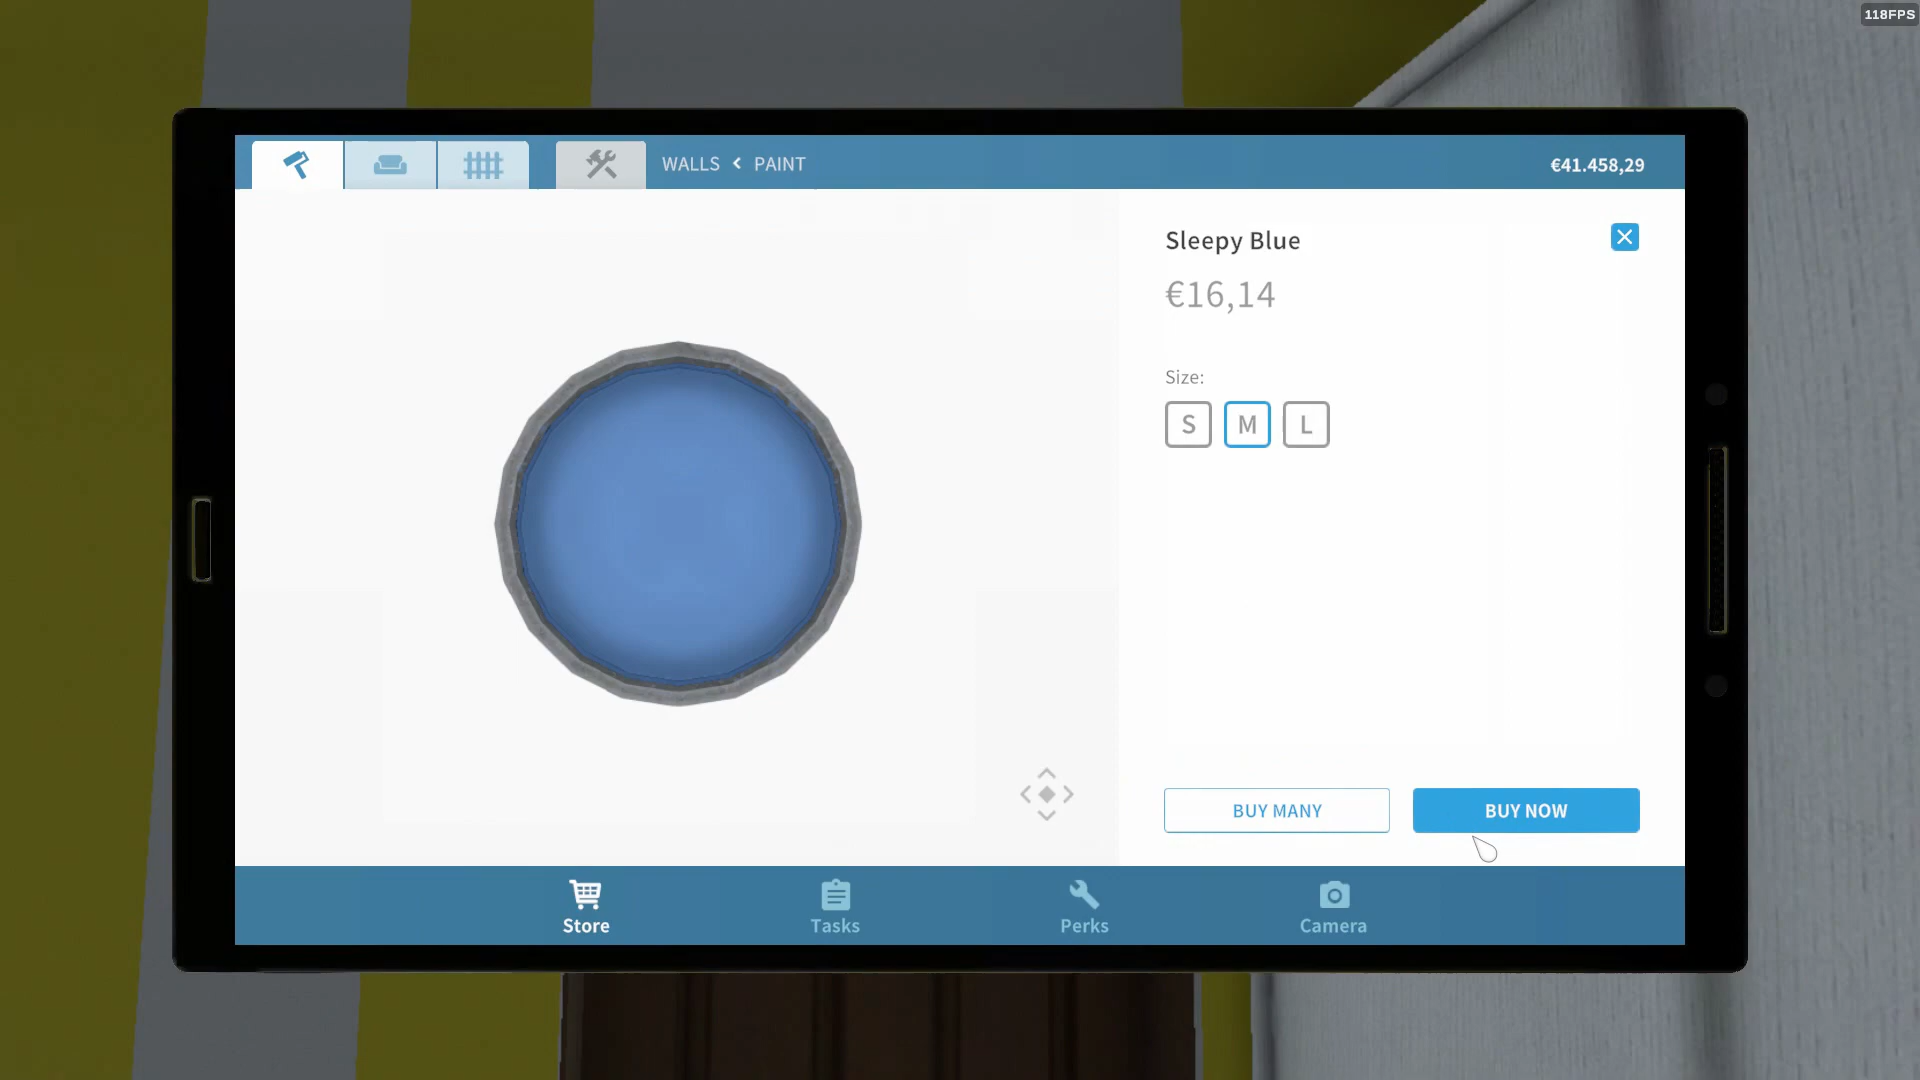 118FPS
WALLS < PAINT
€41.458,29
Sleepy Blue
€16,14
Size:
S M L
BUY MANY
BUY NOW
Store
Tasks
Perks
Camera